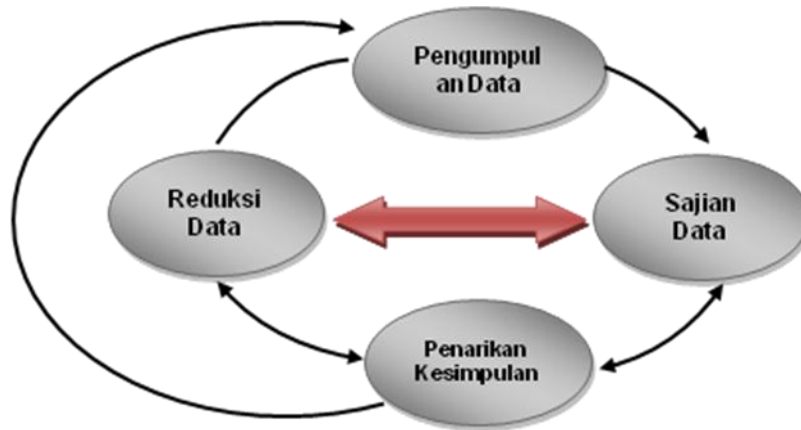 Pengumpul
an Data
Reduksi
Data
Sajian
Data
Penarikan
Kesimpulan